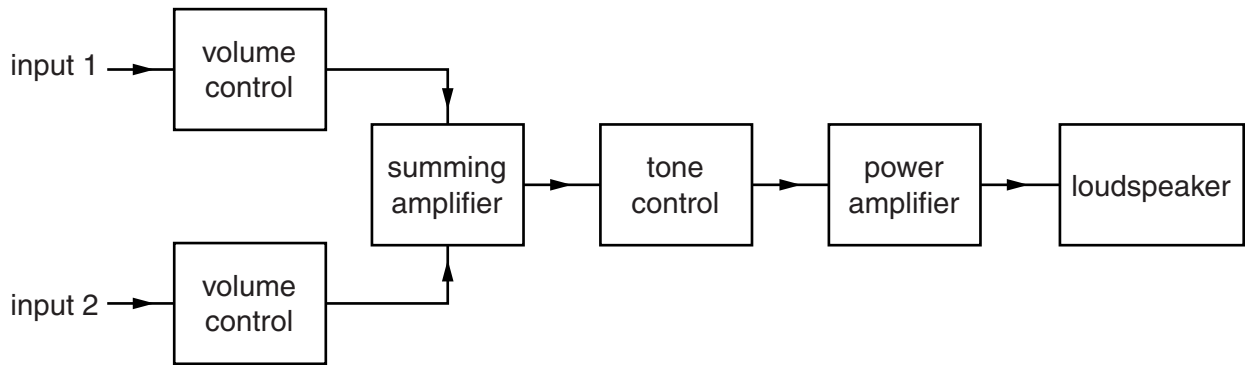 input 1
volume
control
summing
amplifier
tone
control
power
amplifier
loudspeaker
input 2
volume
control